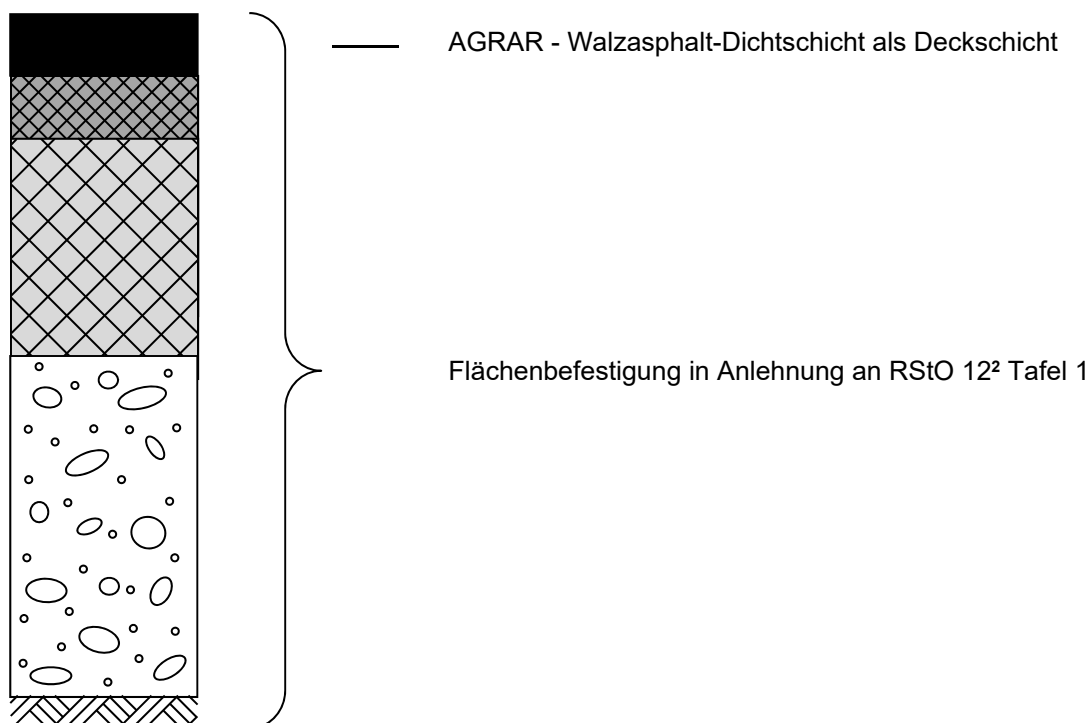 AGRAR - Walzasphalt-Dichtschicht als Deckschicht
Flächenbefestigung in Anlehnung an RStO 12² Tafel 1